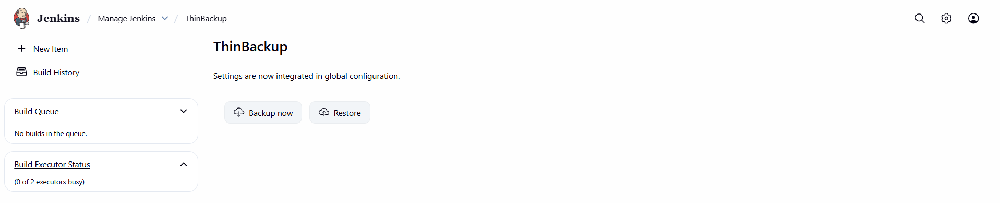 Jenkins / Manage Jenkins / ThinBackup
New Item
Build History
Build Queue
No builds in the queue.
Build Executor Status
(0 of 2 executors busy)
ThinBackup
Settings are now integrated in global configuration.
Backup now Restore